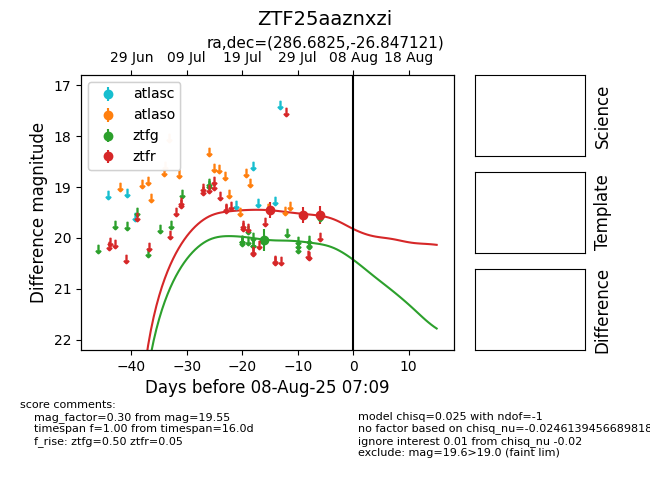 ZTF25aaznxzi
ra,dec=(286.6825,-26.847121)
29 Jun 09 Jul 19 Jul 29 Jul 08 Aug 18 Aug
17
18
19
20
21
22
Difference magnitude
atlasc
atlaso
ztfg
ztfr
−40 −30 −20 −10 0 10
Days before 08-Aug-25 07:09
Science
Template
Difference
score comments:
mag_factor=0.30 from mag=19.55
timespan f=1.00 from timespan=16.0d
f_rise: ztfg=0.50 ztfr=0.05
model chisq=0.025 with ndof=-1
no factor based on chisq_nu=-0.0246139456689818
ignore interest 0.01 from chisq_nu -0.02
exclude: mag=19.6>19.0 (faint lim)